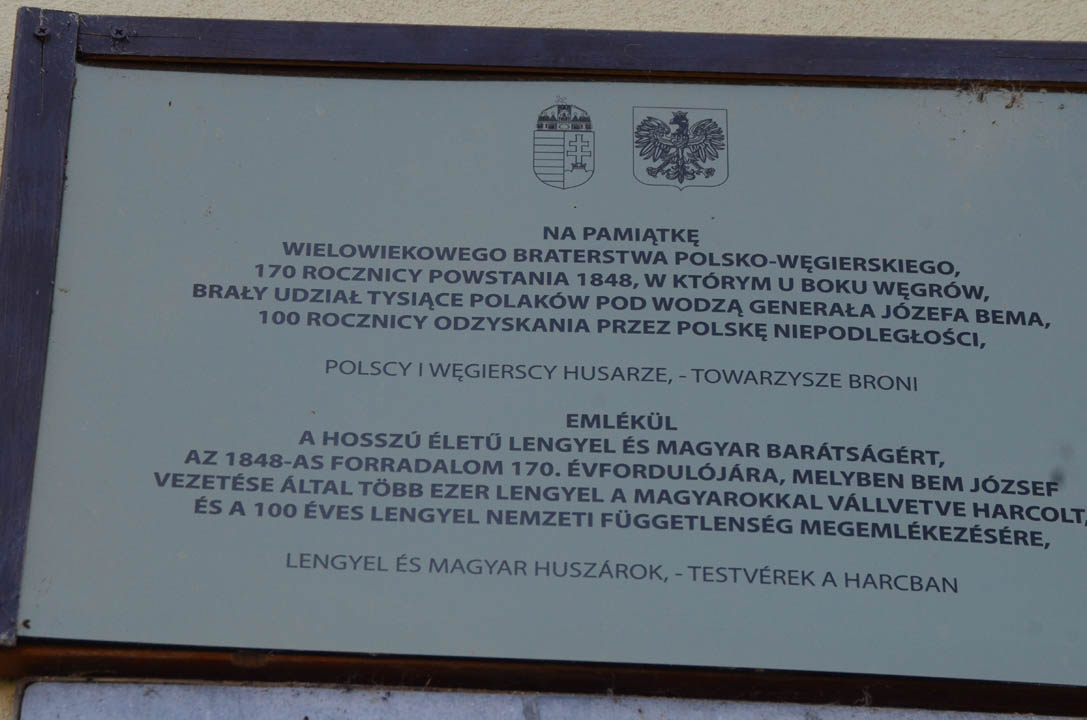 NA PAMIĄTKĘ
WIELOWIEKOWEGO BRATERSTWA POLSKO-WĘGIERSKIEGO,
170 ROCZNICY POWSTANIA 1848, W KTÓRYM U BOKU WĘGRÓW,
BRAŁY UDZIAŁ TYSIĄCE POLAKÓW POD WODZĄ GENERAŁA JÓZEFA BEMA,
100 ROCZNICY ODZYSKANIA PRZEZ POLSKĘ NIEPODLEGŁOŚCI,
POLSCY I WĘGIERSCY HUSARZE, - TOWARZYSZE BRONI
EMLÉKÜL
A HOSSZÚ ÉLETŰ LENGYEL ÉS MAGYAR BARÁTSÁGÉRT,
AZ 1848-AS FORRADALOM 170. ÉVFORDULÓJÁRA, MELYBEN BEM JÓZSEF
VEZETÉSE ÁLTAL TÖBB EZER LENGYEL A MAGYAROKKAL VÁLLVETVE HARCOLT,
ÉS A 100 ÉVES LENGYEL NEMZETI FÜGGETLENSÉG MEGEMLÉKEZÉSÉRE,
LENGYEL ÉS MAGYAR HUSZÁROK, - TESTVÉREK A HARCBAN